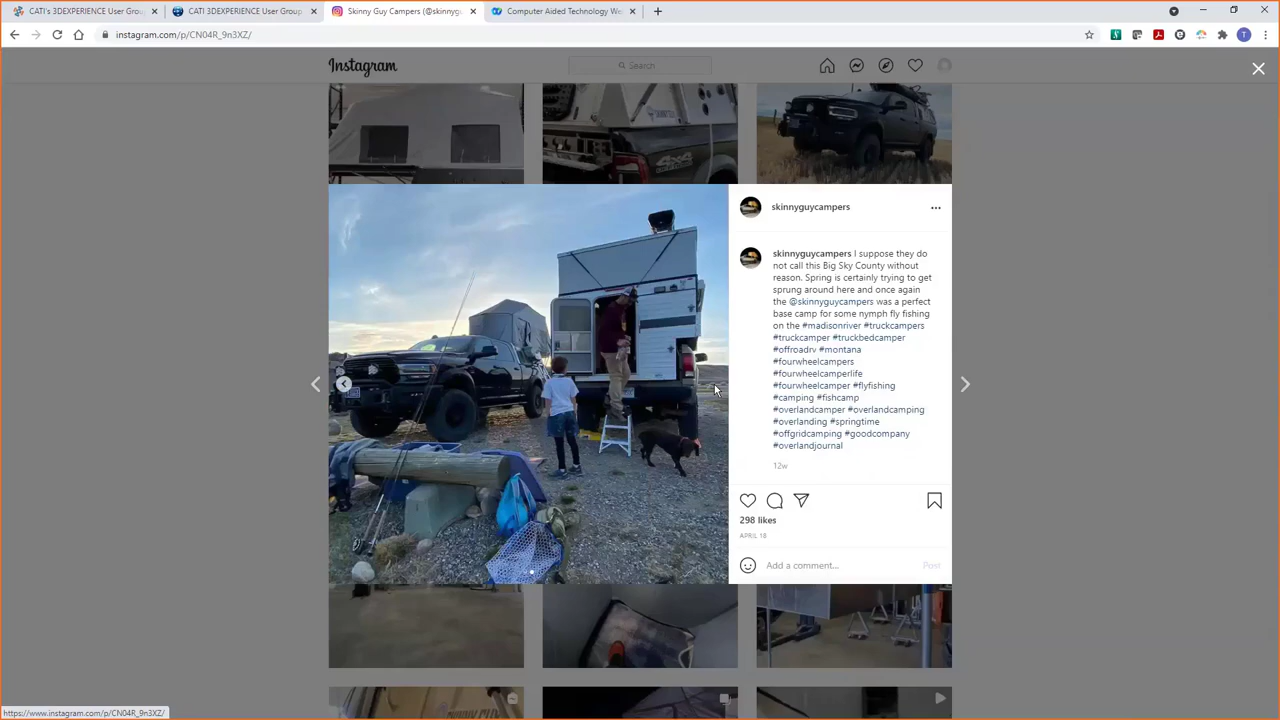 CATI's 3DEXPERIENCE User Grou
CATI 3DEXPERIENCE User Group
Skinny Guy Campers (@skinnygu
Computer Aided Technology We
instagram.com/p/CN04R_9n3XZ/
T
Instagram
Search
4x4
skinnyguycampers
skinnyguycampers I suppose they do
not call this Big Sky County without
reason. Spring is certainly trying to get
sprung around here and once again
the @skinnyguycampers was a perfect
base camp for some nymph fly fishing
on the #madisonriver #truckcampers
#truckcamper #truckbedcamper
#offroadrv #montana
#fourwheelcampers
#fourwheelcamperlife
#fourwheelcamper #flyfishing
#camping #fishcamp
#overlandcamper #overlandcamping
#overlanding #springtime
#offgridcamping #goodcompany
#overlandjournal
12w
298 likes
APRIL 18
Add a comment...
Post
https://www.instagram.com/p/CN04R_9n3XZ/